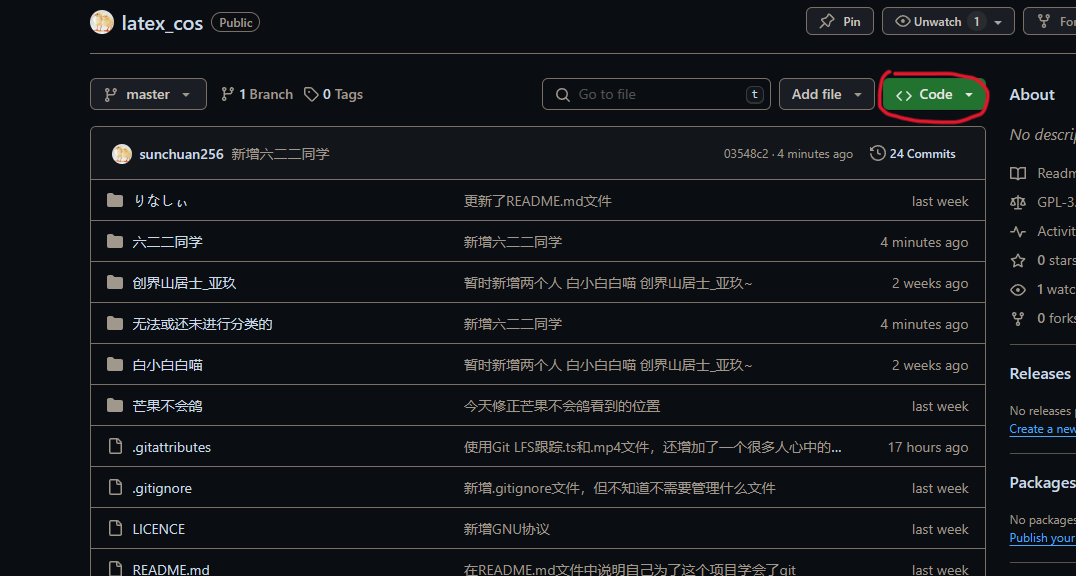 latex_cos Public Pin Unwatch 1 For
master 1 Branch 0 Tags Go to file t Add file Code About
No descrip
sunchuan256 新增六二二同学 03548c2 · 4 minutes ago 24 Commits
りなしぃ 更新了README.md文件 last week Readm
六二二同学 新增六二二同学 4 minutes ago GPL-3.
Activit
创界山居士_亚玖 暂时新增两个人 白小白白喵 创界山居士_亚玖~ 2 weeks ago 0 stars
1 watc
无法或还未进行分类的 新增六二二同学 4 minutes ago 0 forks
白小白白喵 暂时新增两个人 白小白白喵 创界山居士_亚玖~ 2 weeks ago Releases
芒果不会鸽 今天修正芒果不会鸽看到的位置 last week No releases p
Create a new
.gitattributes 使用Git LFS跟踪.ts和.mp4文件，还增加了一个很多人心中的... 17 hours ago
.gitignore 新增.gitignore文件，但不知道不需要管理什么文件 last week Packages
No packages
LICENCE 新增GNU协议 last week Publish your
README.md 在README.md文件中说明自己为了这个项目学会了git last week